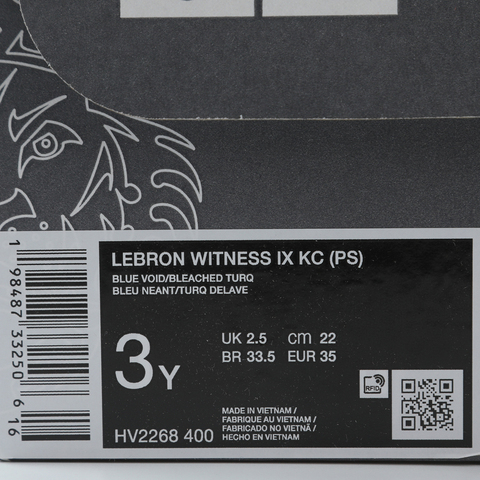 LEBRON WITNESS IX KC (PS)
BLUE VOID/BLEACHED TURQ
BLEU NEANT/TURQ DELAVE
3Y
UK 2.5 cm 22
BR 33.5 EUR 35
RFID
HV2268 400
MADE IN VIETNAM /
FABRIQUE AU VIETNAM /
FABRICADO NO VIETNÃ /
HECHO EN VIETNAM
1 98487 33250 6 16